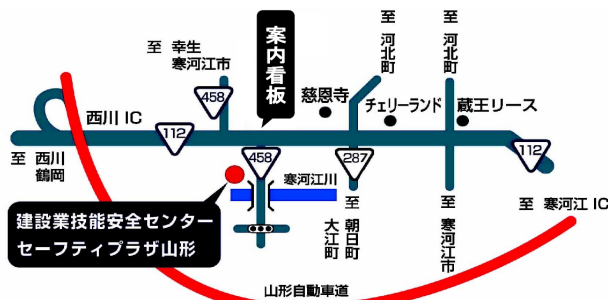 至 幸生
寒河江市
458
案内看板
至 河北町
至 河北町
慈恩寺
チェリーランド
蔵王リース
西川 IC
112
458
287
112
至 西川
鶴岡
寒河江川
至 朝日町
大江町
至 寒河江市
至 寒河江 IC
建設業技能安全センター
セーフティプラザ山形
山形自動車道